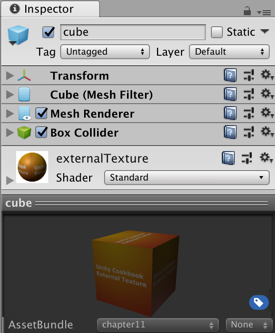 Inspector
cube
Static
Tag Untagged Layer Default
Transform
Cube (Mesh Filter)
Mesh Renderer
Box Collider
externalTexture
Shader Standard
cube
Unity Cookbook
External Texture
AssetBundle chapter11 None